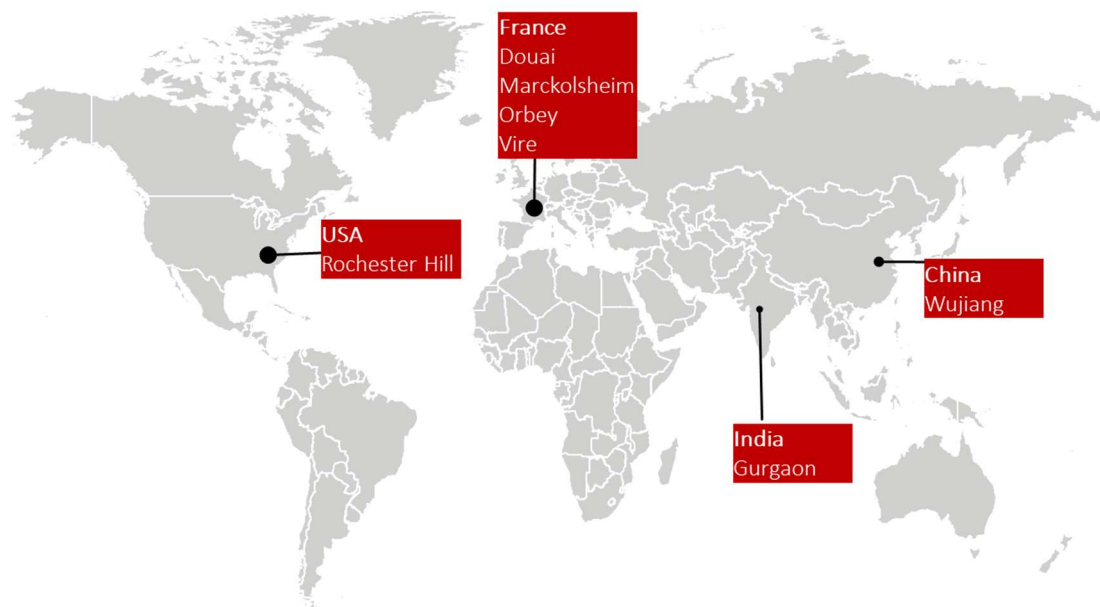 France
Douai
Marckolsheim
Orbey
Vire
USA
Rochester Hill
China
Wujiang
India
Gurgaon